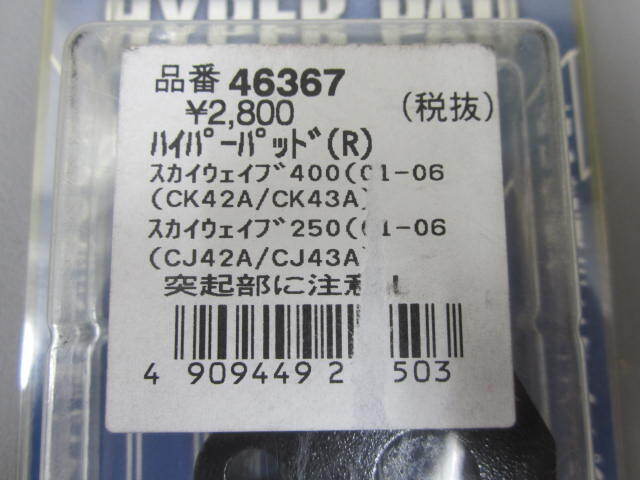 HYPER PAD
品番 46367
¥2,800 (税抜)
ﾊｲﾊﾟｰﾊﾟｯﾄﾞ(R)
ｽｶｲｳｪｲﾌﾞ400(01-06
(CK42A/CK43A)
ｽｶｲｳｪｲﾌﾞ250(01-06
(CJ42A/CJ43A)
突起部に注意
4 909449 2 503